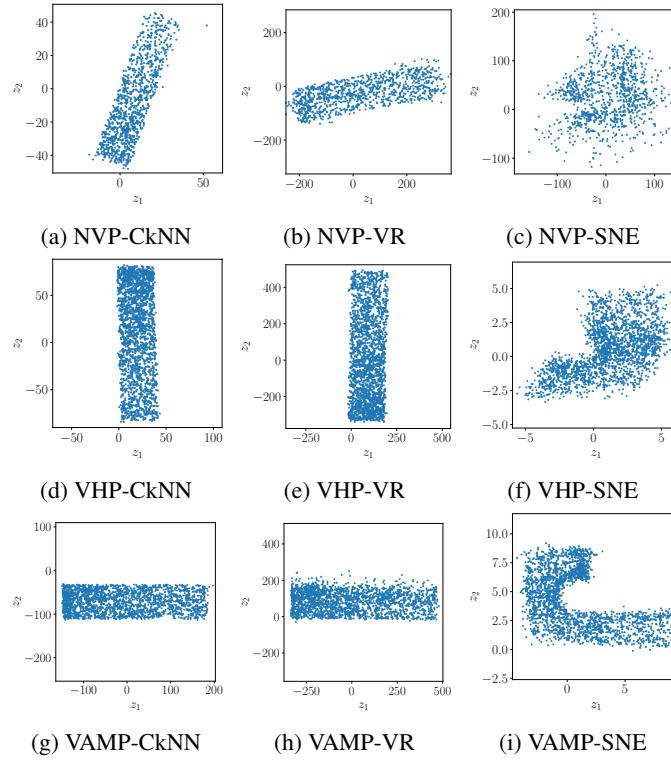 40
20
0
−20
−40
z2
0
50
z1
200
0
−200
z2
−200
0
200
z1
200
100
0
−100
z2
−100
0
100
z1
(a) NVP-CkNN
(b) NVP-VR
(c) NVP-SNE
50
0
−50
z2
−50
0
50
100
z1
400
200
0
−200
z2
−250
0
250
500
z1
5.0
2.5
0.0
−2.5
−5.0
z2
−5
0
5
z1
(d) VHP-CkNN
(e) VHP-VR
(f) VHP-SNE
100
0
−100
−200
z2
−100
0
100
200
z1
400
200
0
−200
z2
−250
0
250
500
z1
10.0
7.5
5.0
2.5
0.0
−2.5
z2
0
5
z1
(g) VAMP-CkNN
(h) VAMP-VR
(i) VAMP-SNE